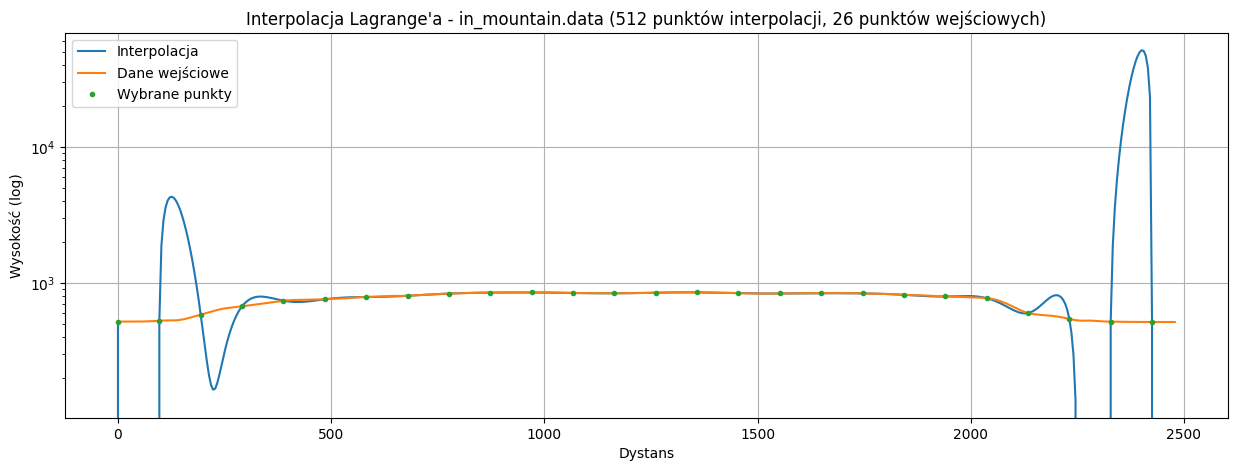 Interpolacja Lagrange'a - in_mountain.data (512 punktów interpolacji, 26 punktów wejściowych)
Interpolacja
Dane wejściowe
Wybrane punkty
Wysokość (log)
10⁴
10³
0
500
1000
1500
2000
2500
Dystans